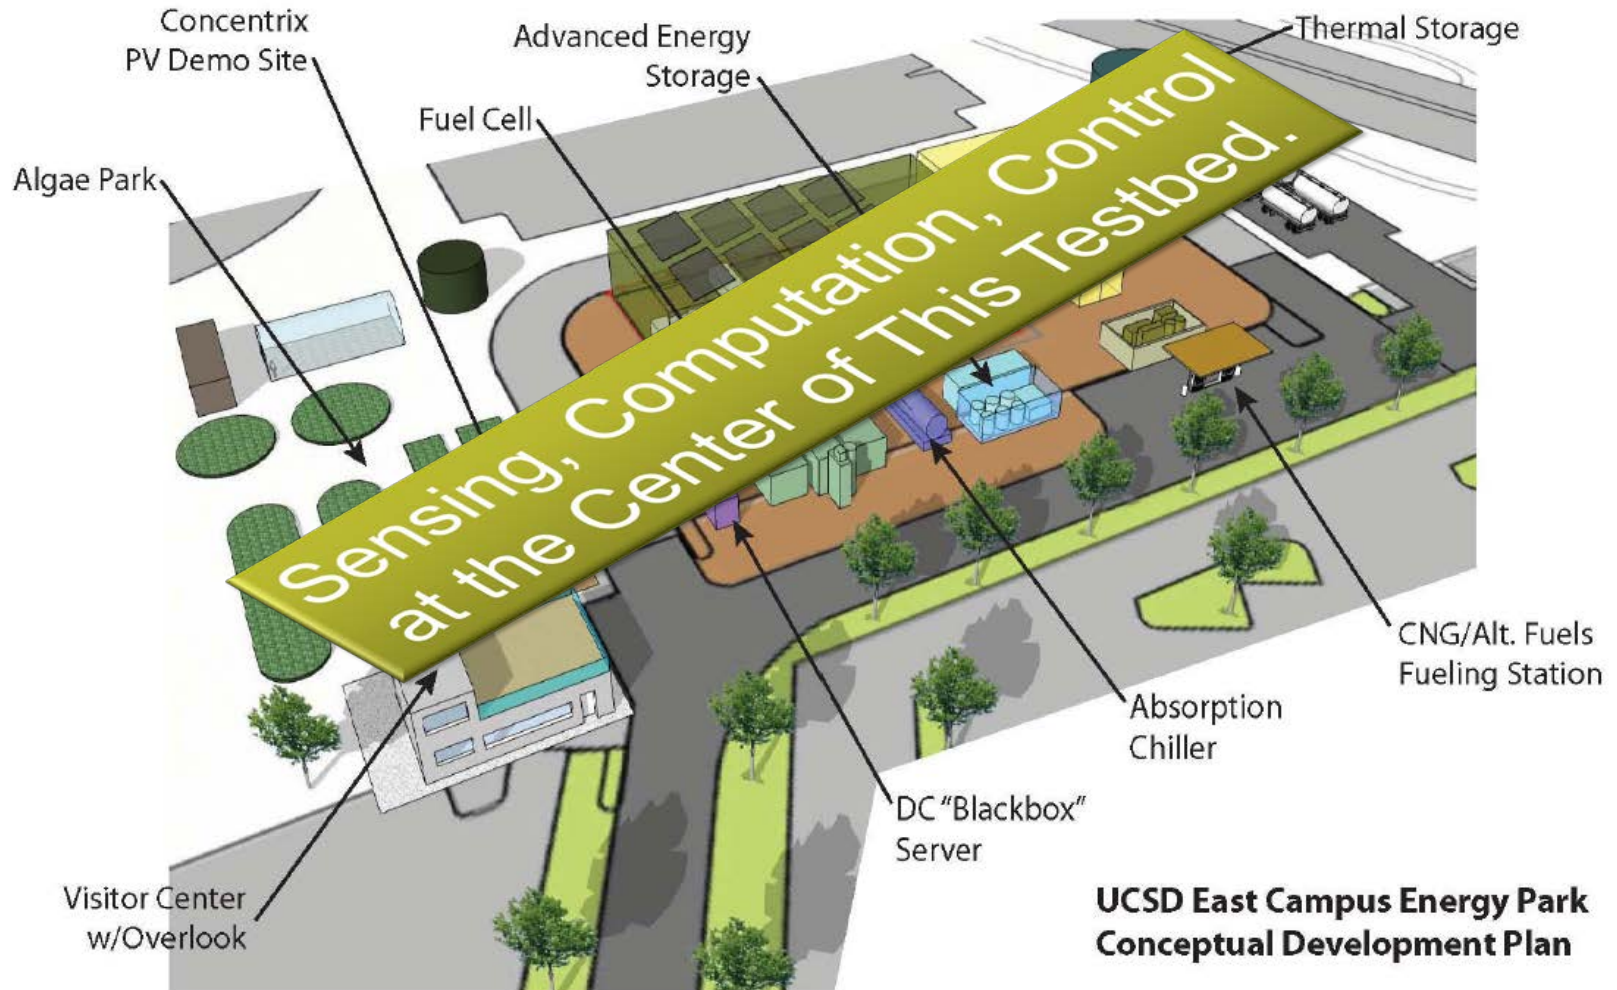 Concentrix
PV Demo Site
Advanced Energy
Storage
Thermal Storage
Fuel Cell
Algae Park
Sensing, Computation, Control
at the Center of This Testbed.
CNG/Alt. Fuels
Fueling Station
Absorption
Chiller
DC "Blackbox"
Server
Visitor Center
w/Overlook
UCSD East Campus Energy Park
Conceptual Development Plan